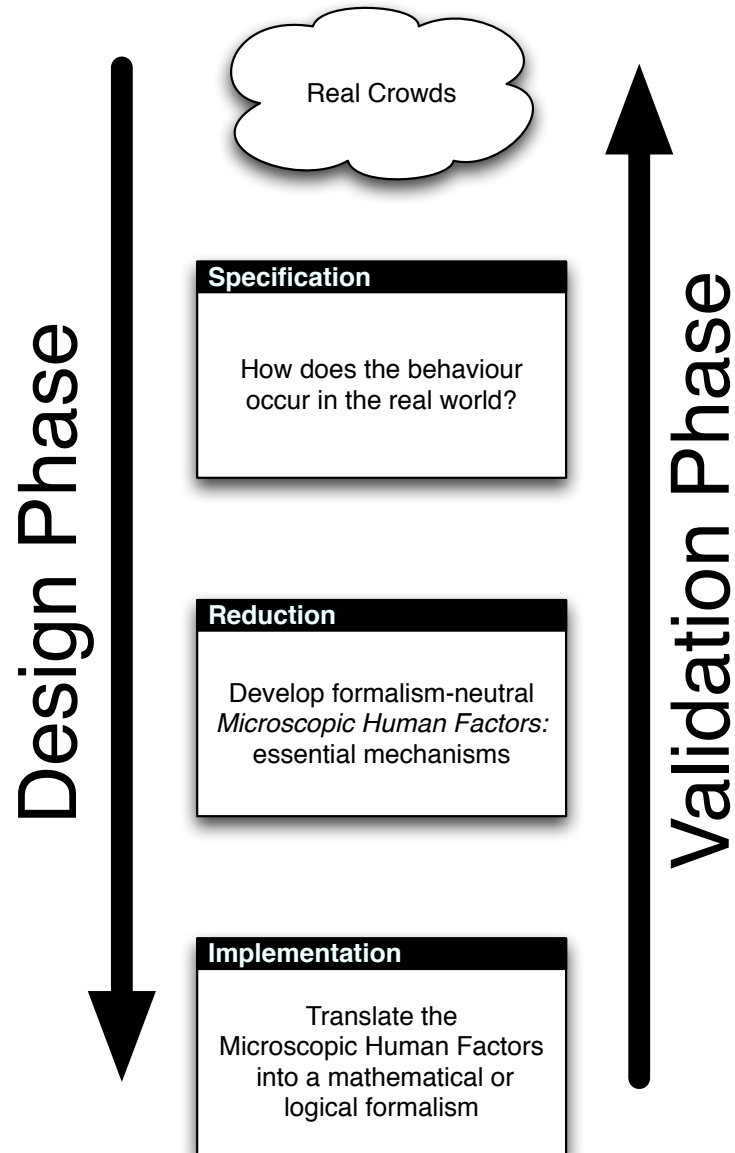 Real Crowds
Design Phase
Validation Phase
Specification
How does the behaviour
occur in the real world?
Reduction
Develop formalism-neutral
Microscopic Human Factors:
essential mechanisms
Implementation
Translate the
Microscopic Human Factors
into a mathematical or
logical formalism